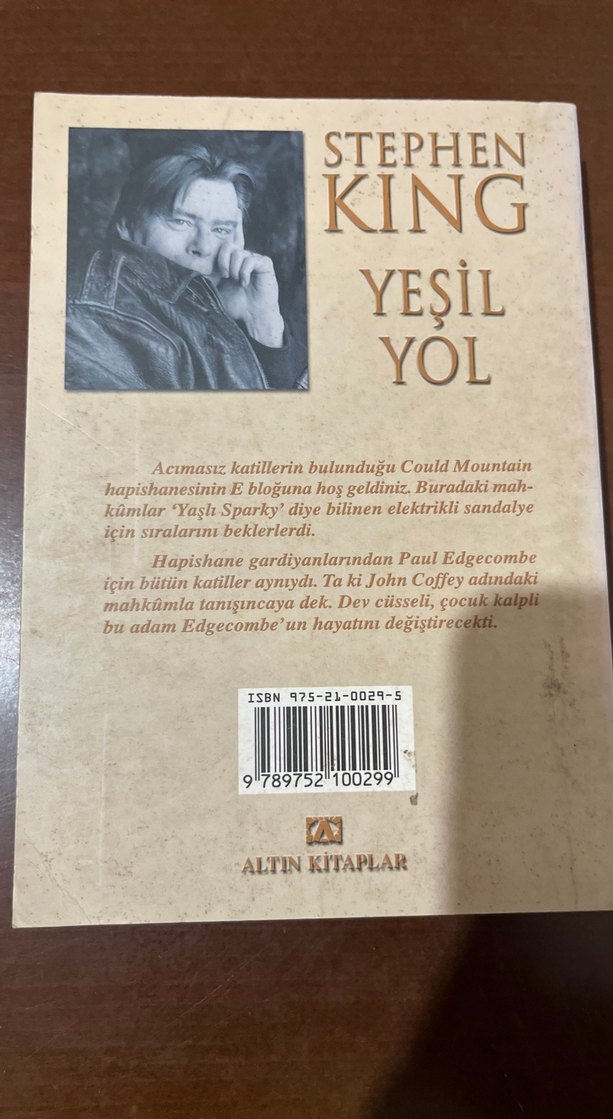 STEPHEN
KING
YEŞİL
YOL
Acımasız katillerin bulunduğu Could Mountain
hapishanesinin E bloğuna hoş geldiniz. Buradaki mah-
kûmlar ‘Yaşlı Sparky’ diye bilinen elektrikli sandalye
için sıralarını beklerlerdi.
Hapishane gardiyanlarından Paul Edgecombe
için bütün katiller aynıydı. Ta ki John Coffey adındaki
mahkûmla tanışıncaya dek. Dev cüsseli, çocuk kalpli
bu adam Edgecombe’un hayatını değiştirecekti.
ISBN 975-21-0029-5
9 789752 100299
ALTIN KİTAPLAR